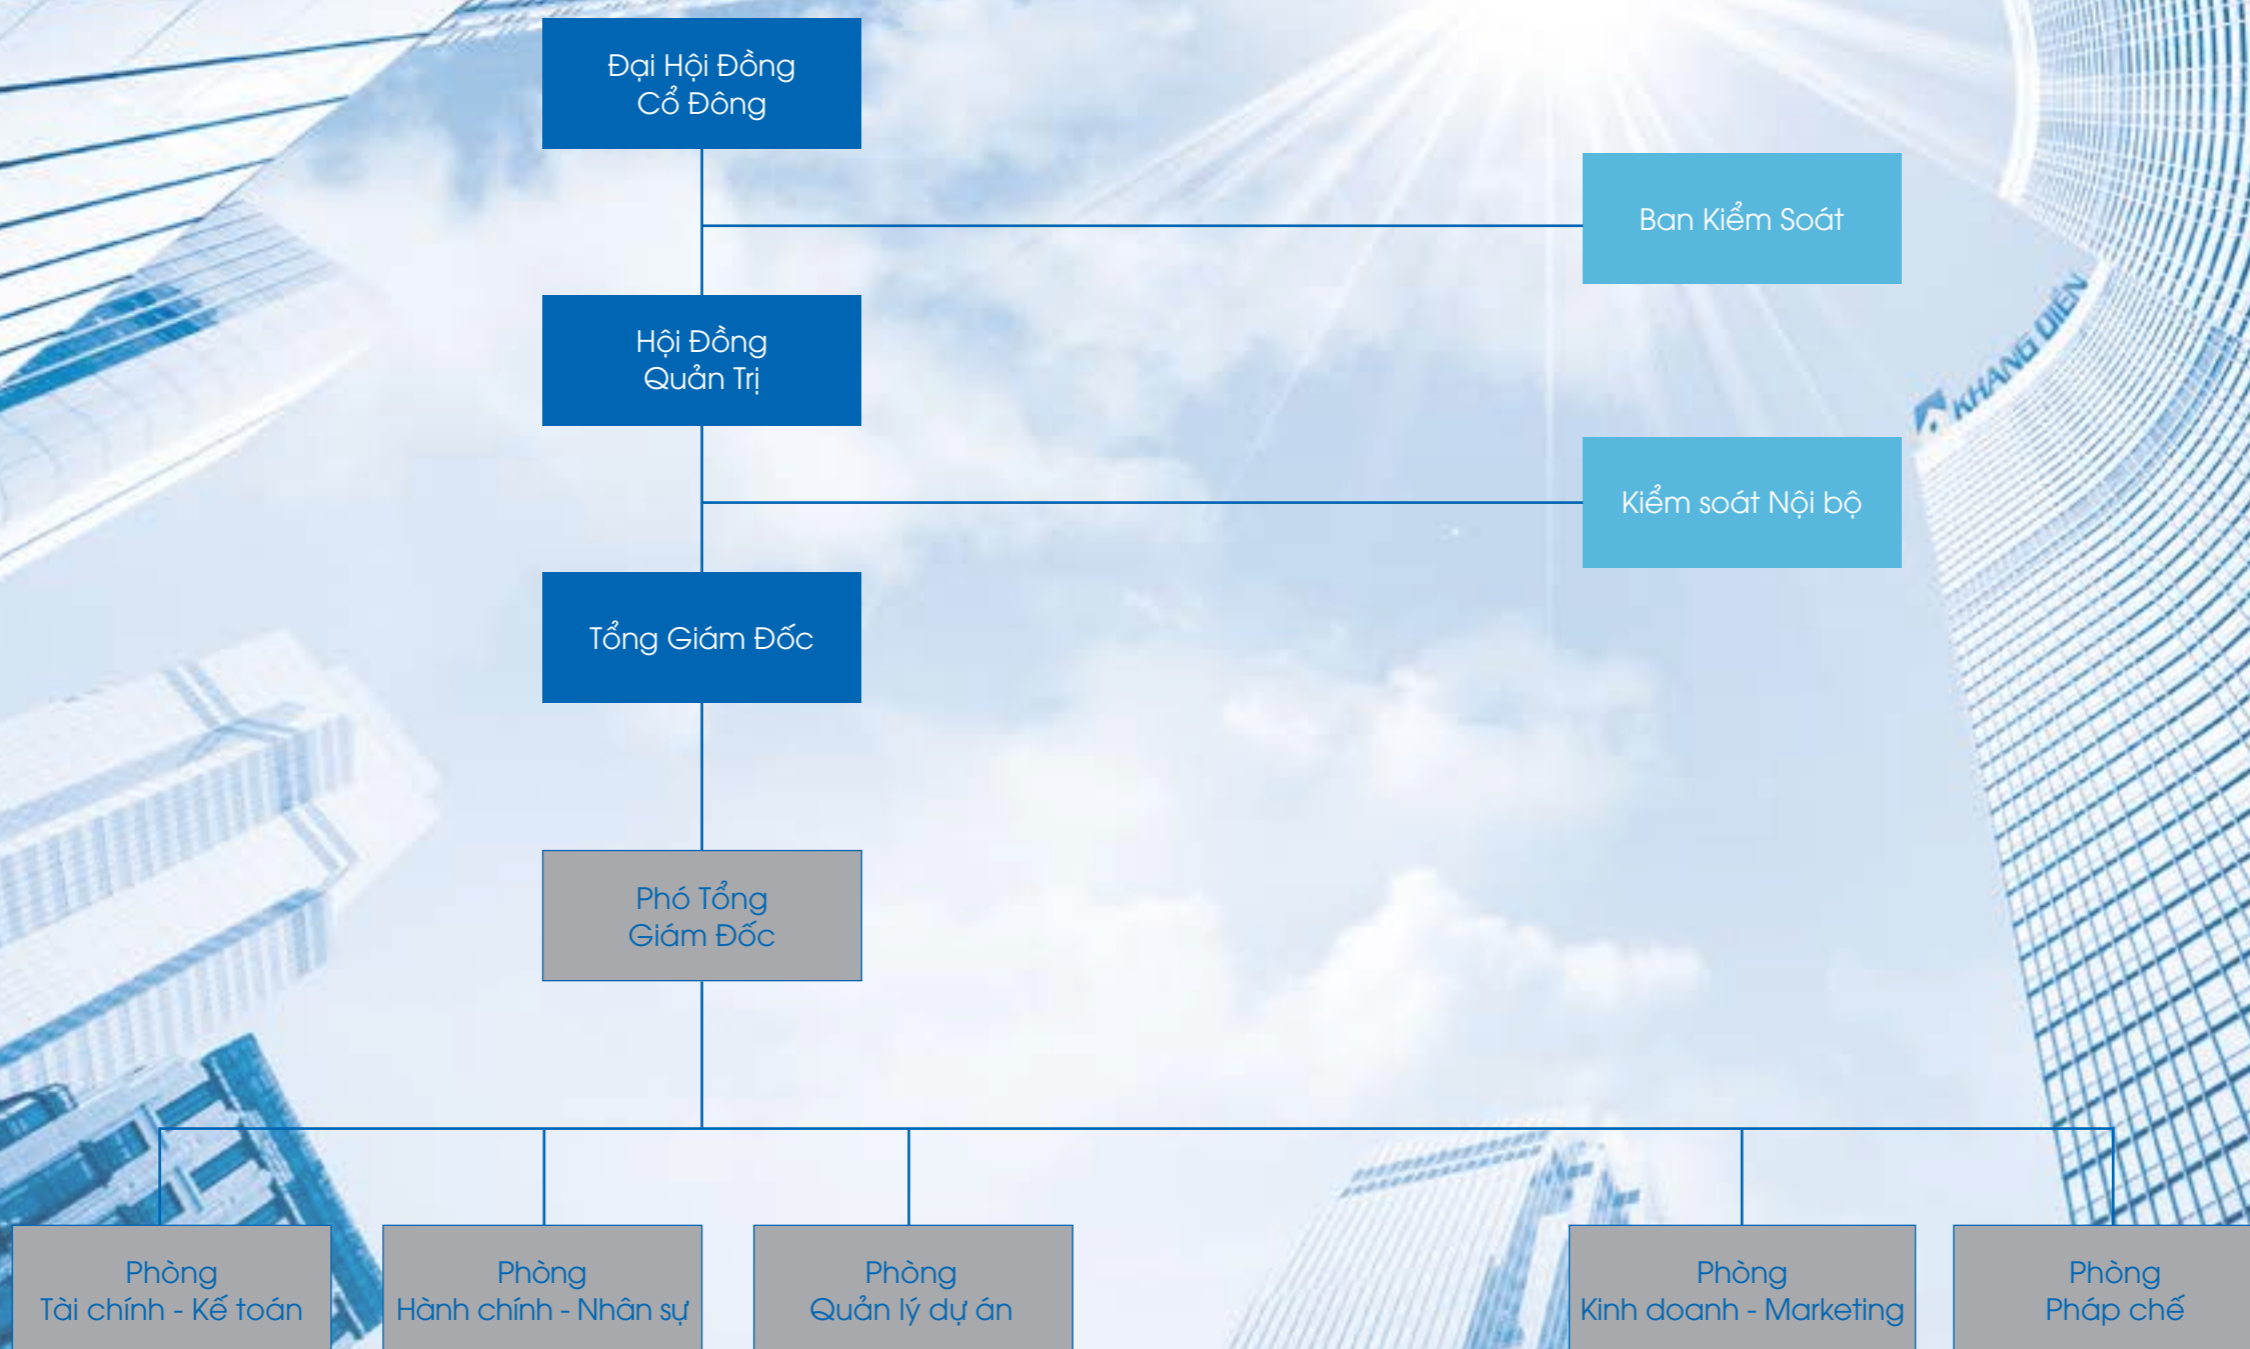 Đại Hội Đồng
Cổ Đông
Ban Kiểm Soát
Hội Đồng
Quản Trị
KHANG ĐIỀN
Kiểm soát Nội bộ
Tổng Giám Đốc
Phó Tổng
Giám Đốc
Phòng
Tài chính - Kế toán
Phòng
Hành chính - Nhân sự
Phòng
Quản lý dự án
Phòng
Kinh doanh - Marketing
Phòng
Pháp chế